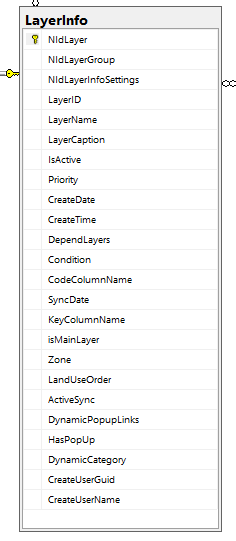 LayerInfo
NIdLayer
NIdLayerGroup
NIdLayerInfoSettings
LayerID
LayerName
LayerCaption
IsActive
Priority
CreateDate
CreateTime
DependLayers
Condition
CodeColumnName
SyncDate
KeyColumnName
isMainLayer
Zone
LandUseOrder
ActiveSync
DynamicPopupLinks
HasPopUp
DynamicCategory
CreateUserGuid
CreateUserName